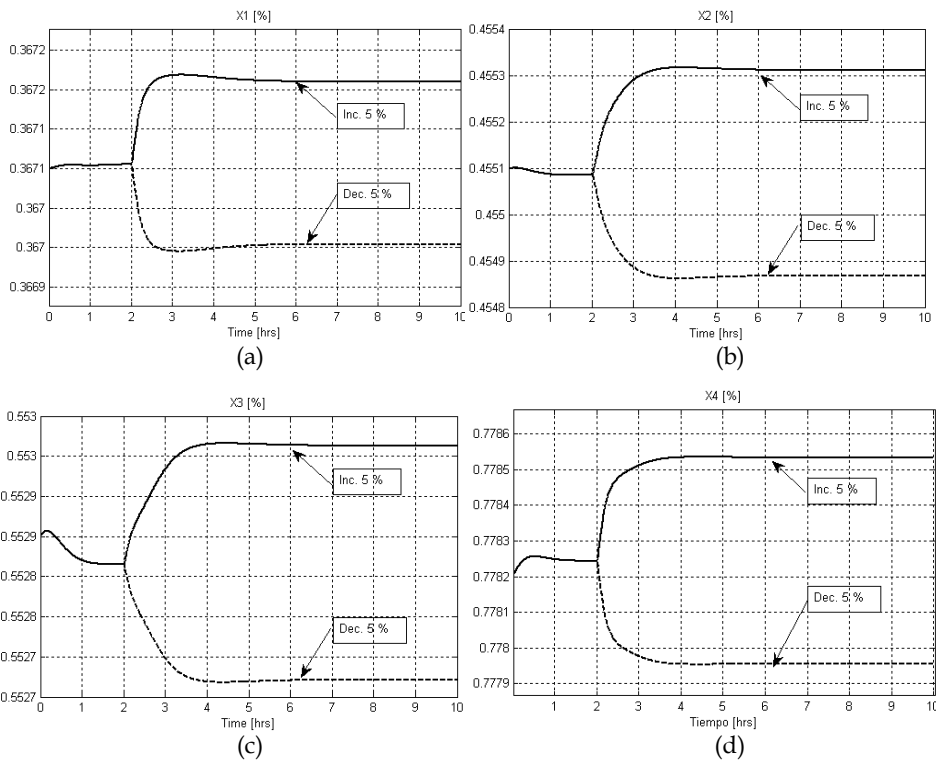 X1 [%]
0.3672
0.3672
0.3671
0.3671
0.367
0.367
0.3669
Inc. 5 %
Dec. 5 %
0 1 2 3 4 5 6 7 8 9 10
Time [hrs]
(a)
X2 [%]
0.4554
0.4553
0.4552
0.4551
0.455
0.4549
0.4548
Inc. 5 %
Dec. 5 %
0 1 2 3 4 5 6 7 8 9 10
Time [hrs]
(b)
X3 [%]
0.553
0.553
0.5529
0.5529
0.5528
0.5528
0.5527
0.5527
Inc. 5 %
Dec. 5 %
0 1 2 3 4 5 6 7 8 9 10
Time [hrs]
(c)
X4 [%]
0.7786
0.7785
0.7784
0.7783
0.7782
0.7781
0.778
0.7779
Inc. 5 %
Dec. 5 %
1 2 3 4 5 6 7 8 9 10
Tiempo [hrs]
(d)